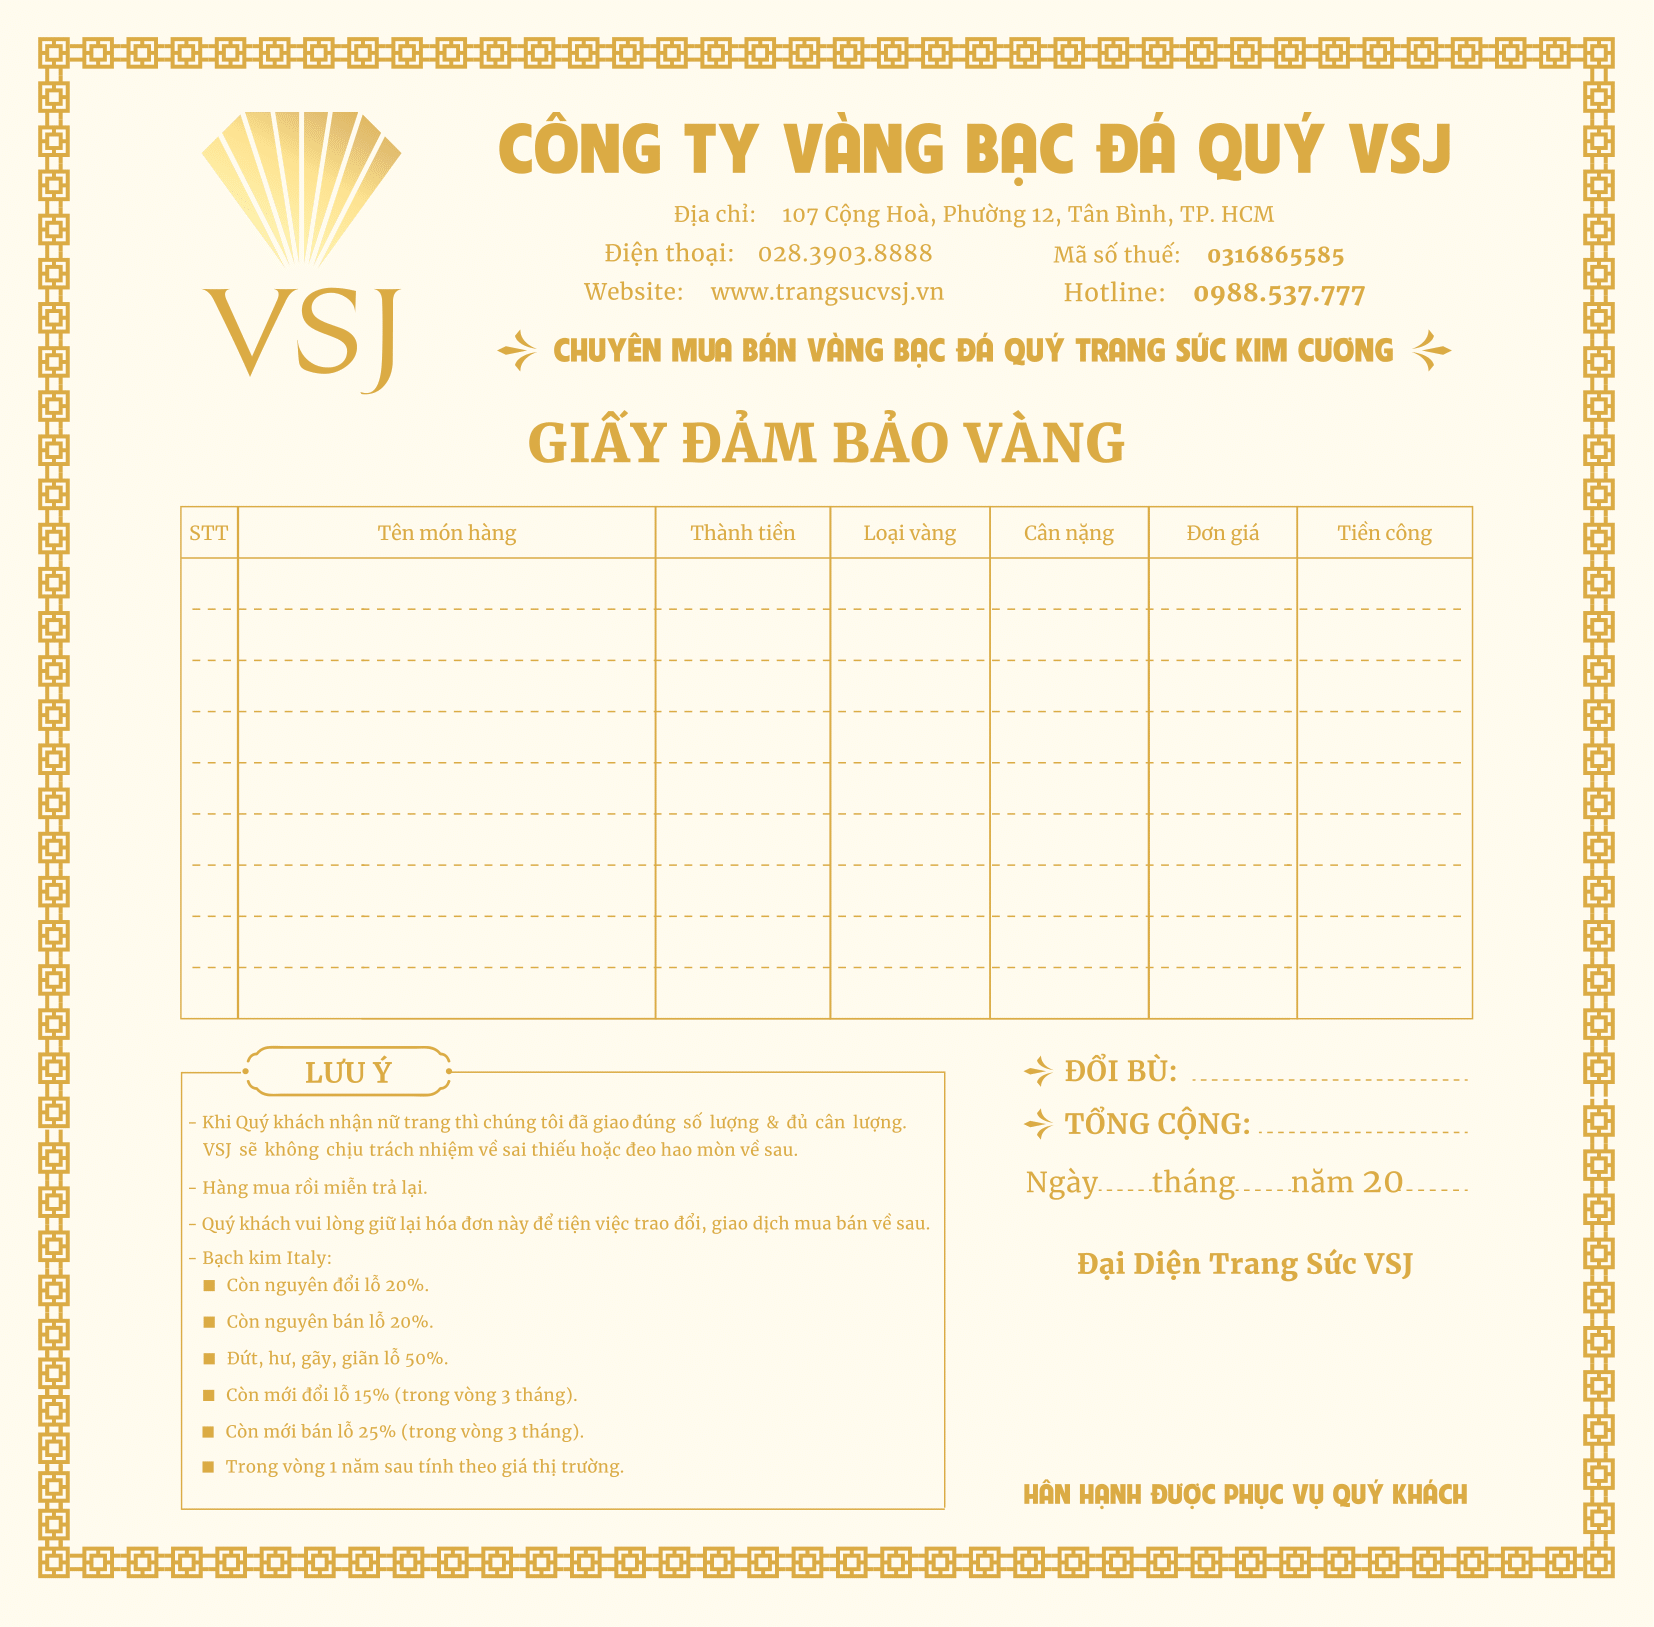 VSJ
CÔNG TY VÀNG BẠC ĐÁ QUÝ VSJ
Địa chỉ: 107 Cộng Hoà, Phường 12, Tân Bình, TP. HCM
Điện thoại: 028.3903.8888 Mã số thuế: 0316865585
Website: www.trangsucvsj.vn Hotline: 0988.537.777
CHUYÊN MUA BÁN VÀNG BẠC ĐÁ QUÝ TRANG SỨC KIM CƯƠNG
GIẤY ĐẢM BẢO VÀNG
STT Tên món hàng Thành tiền Loại vàng Cân nặng Đơn giá Tiền công
LƯU Ý
- Khi Quý khách nhận nữ trang thì chúng tôi đã giao đúng số lượng & đủ cân lượng.
VSJ sẽ không chịu trách nhiệm về sai thiếu hoặc đeo hao mòn về sau.
- Hàng mua rồi miễn trả lại.
- Quý khách vui lòng giữ lại hóa đơn này để tiện việc trao đổi, giao dịch mua bán về sau.
- Bạch kim Italy:
■ Còn nguyên đổi lỗ 20%.
■ Còn nguyên bán lỗ 20%.
■ Đứt, hư, gãy, giãn lỗ 50%.
■ Còn mới đổi lỗ 15% (trong vòng 3 tháng).
■ Còn mới bán lỗ 25% (trong vòng 3 tháng).
■ Trong vòng 1 năm sau tính theo giá thị trường.
ĐỔI BÙ:
TỔNG CỘNG:
Ngày......tháng......năm 20.......
Đại Diện Trang Sức VSJ
HÂN HẠNH ĐƯỢC PHỤC VỤ QUÝ KHÁCH